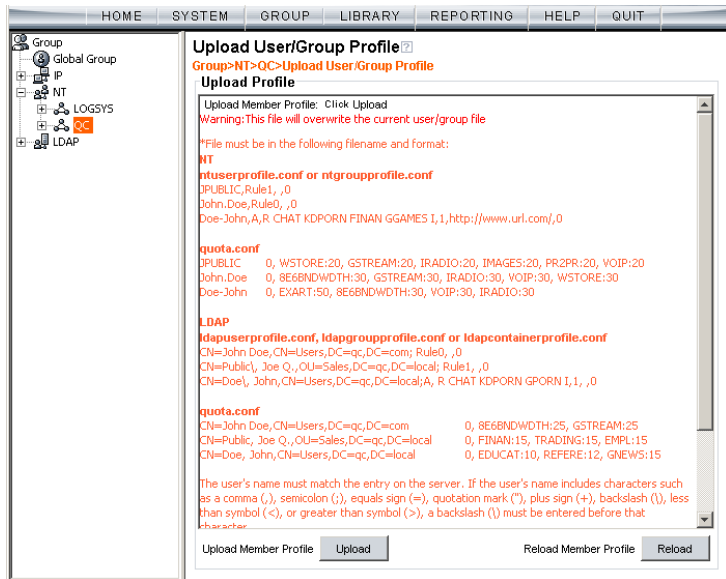 HOME SYSTEM GROUP LIBRARY REPORTING HELP QUIT
Group
Global Group
IP
NT
LOGSYS
QC
LDAP
Upload User/Group Profile
Group>NT>QC>Upload User/Group Profile
Upload Profile
Upload Member Profile: Click Upload
Warning:This file will overwrite the current user/group file
*File must be in the following filename and format:
NT
ntuserprofile.conf or ntgroupprofile.conf
JPUBLIC,Rule1, ,0
John.Doe,Rule0, ,0
Doe-John,A,R CHAT KDPORN FINAN GGAMES I,1,http://www.url.com/,0
quota.conf
JPUBLIC 0, WSTORE:20, GSTREAM:20, IRADIO:20, IMAGES:20, PR2PR:20, VOIP:20
John.Doe 0, 8E6BNDWDTH:30, GSTREAM:30, IRADIO:30, VOIP:30, WSTORE:30
Doe-John 0, EXART:50, 8E6BNDWDTH:30, VOIP:30, IRADIO:30
LDAP
ldapuserprofile.conf, ldapgroupprofile.conf or ldapcontainerprofile.conf
CN=John Doe,CN=Users,DC=qc,DC=com; Rule0, ,0
CN=Public\, Joe Q.,OU=Sales,DC=qc,DC=local; Rule1, ,0
CN=Doe\, John,CN=Users,DC=qc,DC=local;A, R CHAT KDPORN GPORN I,1, ,0
quota.conf
CN=John Doe,CN=Users,DC=qc,DC=com 0, 8E6BNDWDTH:25, GSTREAM:25
CN=Public, Joe Q.,OU=Sales,DC=qc,DC=local 0, FINAN:15, TRADING:15, EMPL:15
CN=Doe, John,CN=Users,DC=qc,DC=local 0, EDUCAT:10, REFERE:12, GNEWS:15
The user's name must match the entry on the server. If the user's name includes characters such
as a comma (,), semicolon (;), equals sign (=), quotation mark ("), plus sign (+), backslash (\), less
than symbol (<), or greater than symbol (>), a backslash (\) must be entered before that
character
Upload Member Profile Upload Reload Member Profile Reload